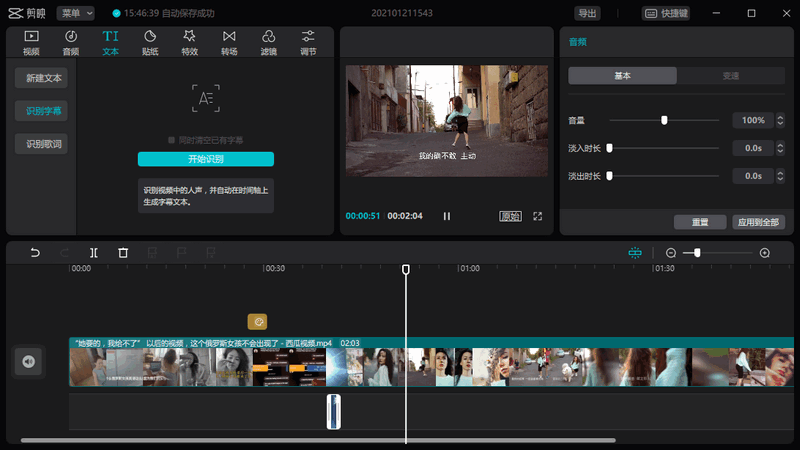 剪映
菜单
15:46:39 自动保存成功
202101211543
导出
快捷键
视频
音频
文本
贴纸
特效
转场
滤镜
调节
新建文本
识别字幕
识别歌词
同时清空已有字幕
开始识别
识别视频中的人声，并自动在时间轴上
生成字幕文本。
我的确不敢 主动
00:00:51
00:02:04
原始
音频
基本
变速
音量
100%
淡入时长
0.0s
淡出时长
0.0s
重置
应用到全部
00:00
00:30
01:00
01:30
“她要的，我给不了” 以后的视频，这个俄罗斯女孩不会出现了 - 西瓜视频.mp4 02:03